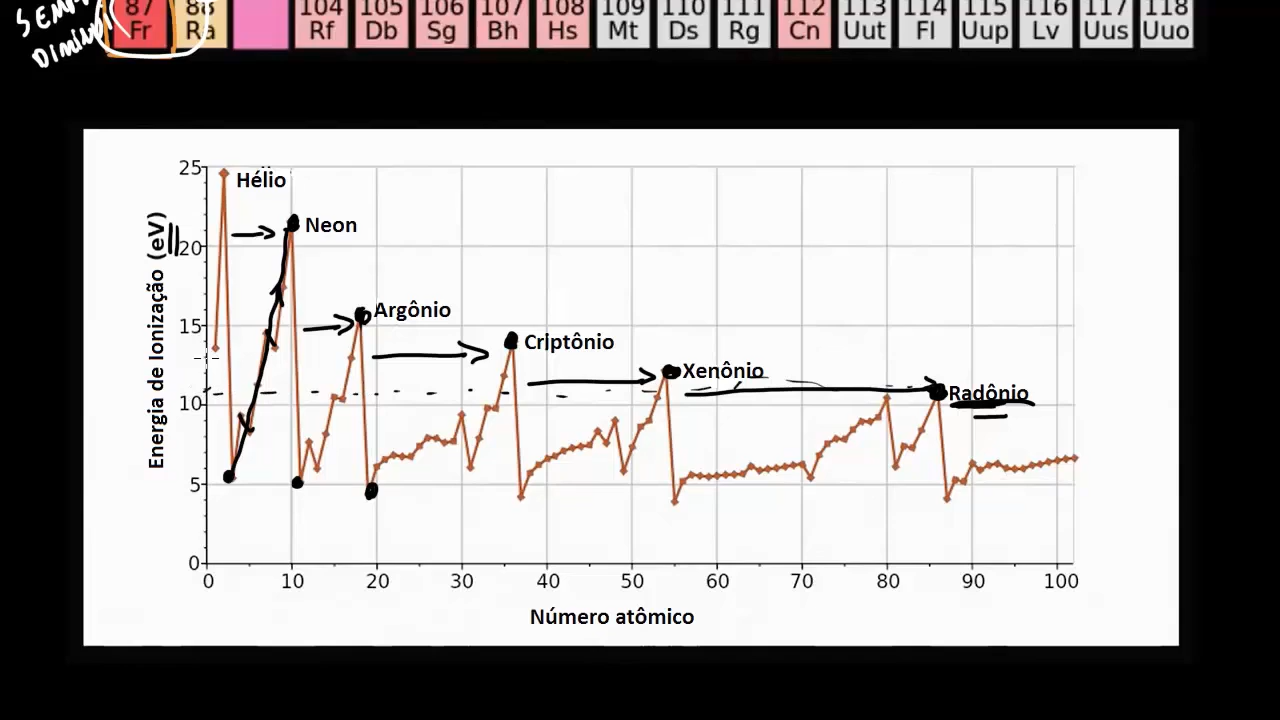 87 88 104 105 106 107 108 109 110 111 112 113 114 115 116 117 118
Fr Ra Rf Db Sg Bh Hs Mt Ds Rg Cn Uut Fl Uup Lv Uus Uuo
25
Hélio
Neon
20
Argônio
15
Criptônio
Xenônio
Radônio
10
5
0
Energia de Ionização (eV)
0 10 20 30 40 50 60 70 80 90 100
Número atômico